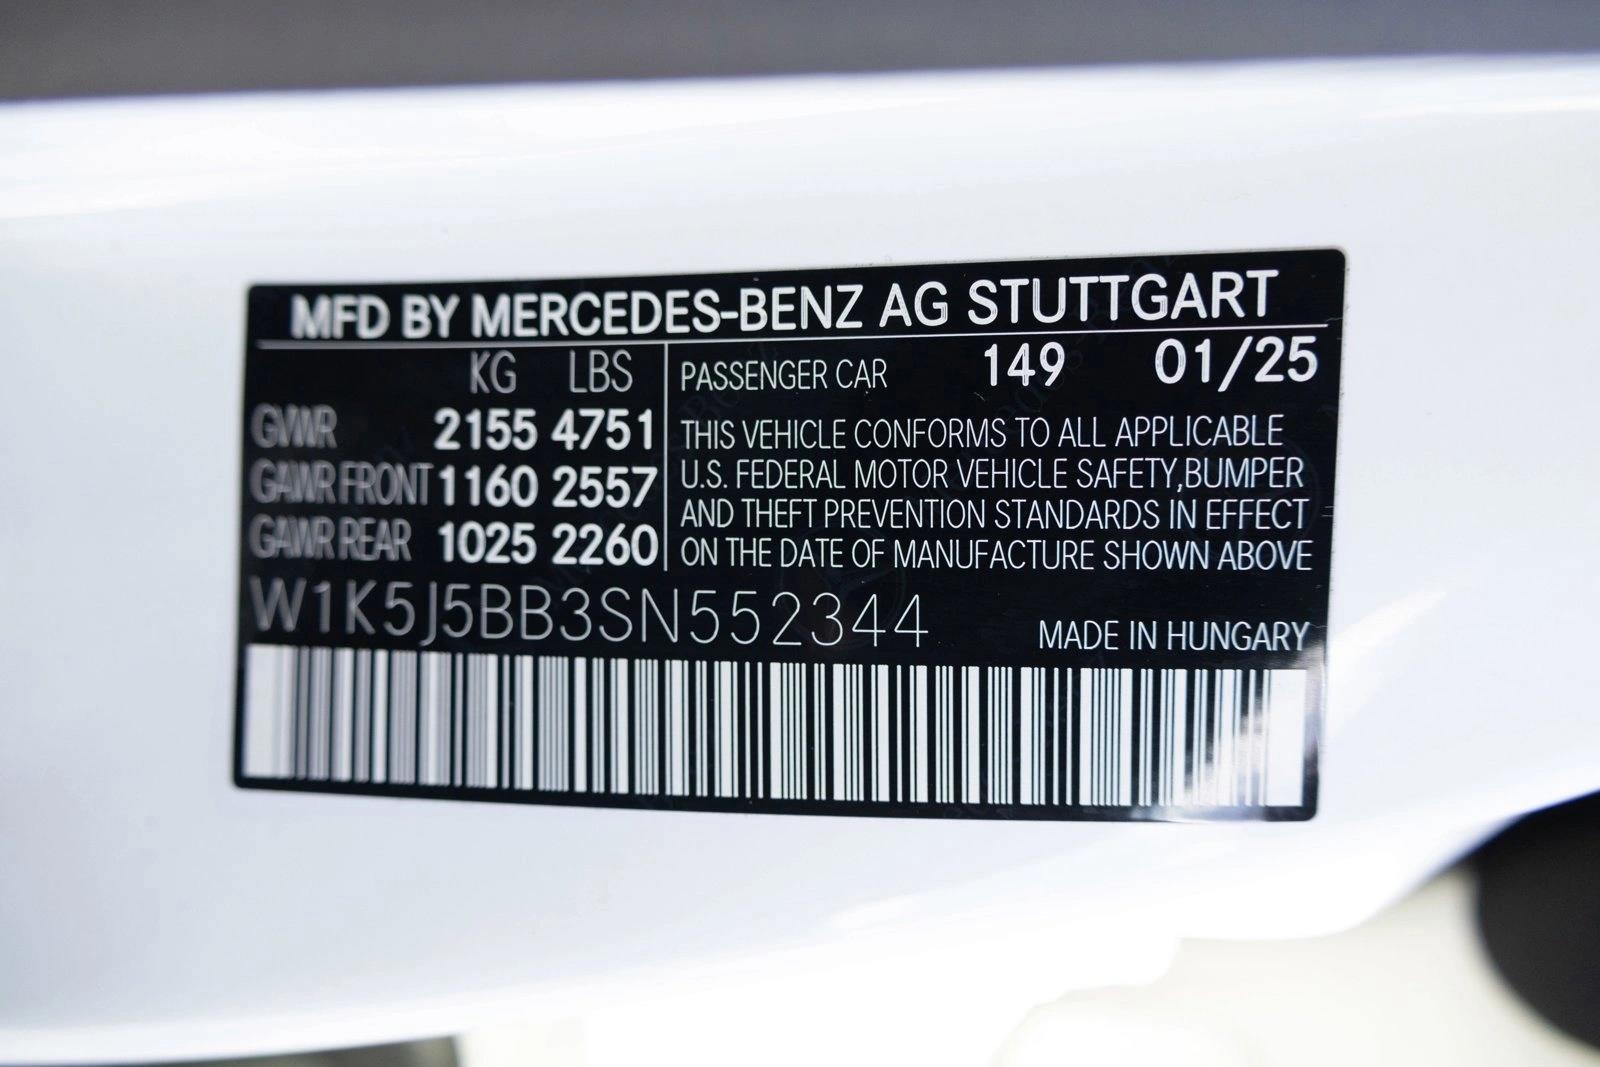 MFD BY MERCEDES-BENZ AG STUTTGART
KG LBS
GVWR 2155 4751
GAWR FRONT 1160 2557
GAWR REAR 1025 2260
PASSENGER CAR 149 01/25
THIS VEHICLE CONFORMS TO ALL APPLICABLE
U.S. FEDERAL MOTOR VEHICLE SAFETY,BUMPER
AND THEFT PREVENTION STANDARDS IN EFFECT
ON THE DATE OF MANUFACTURE SHOWN ABOVE
W1K5J5BB3SN552344
MADE IN HUNGARY